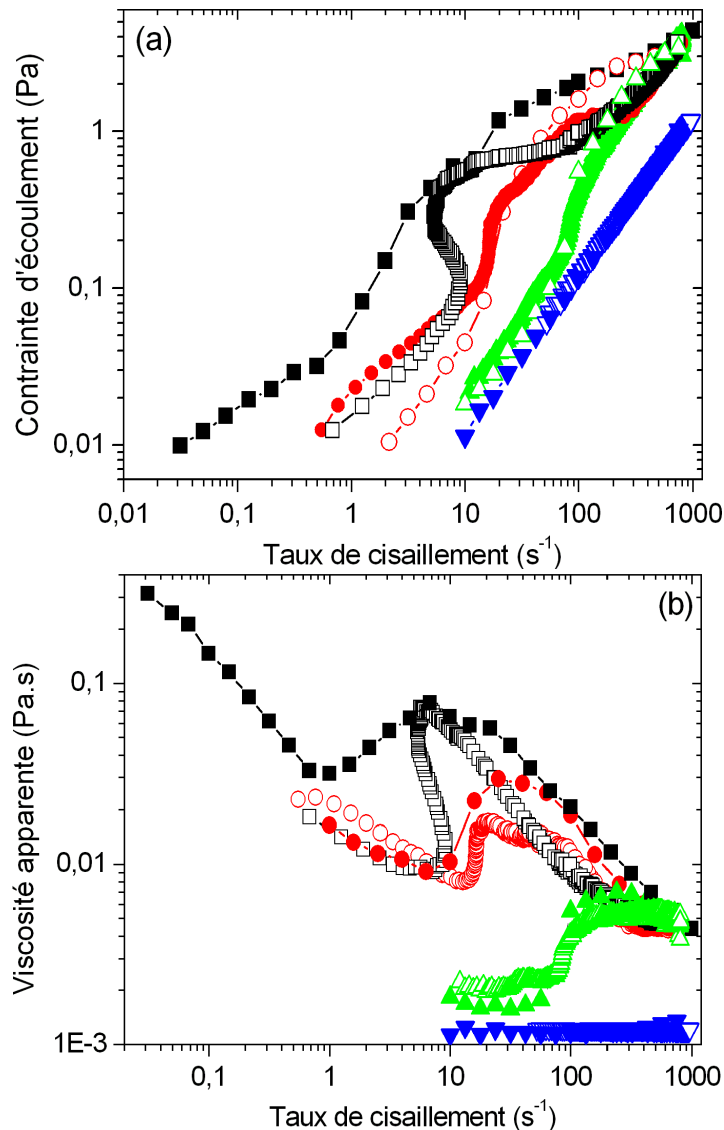 (a)
Contrainte d'écoulement (Pa)
1
0,1
0,01
0,01
0,1
1
10
100
1000
Taux de cisaillement (s⁻¹)
(b)
Viscosité apparente (Pa.s)
0,1
0,01
1E-3
0,1
1
10
100
1000
Taux de cisaillement (s⁻¹)